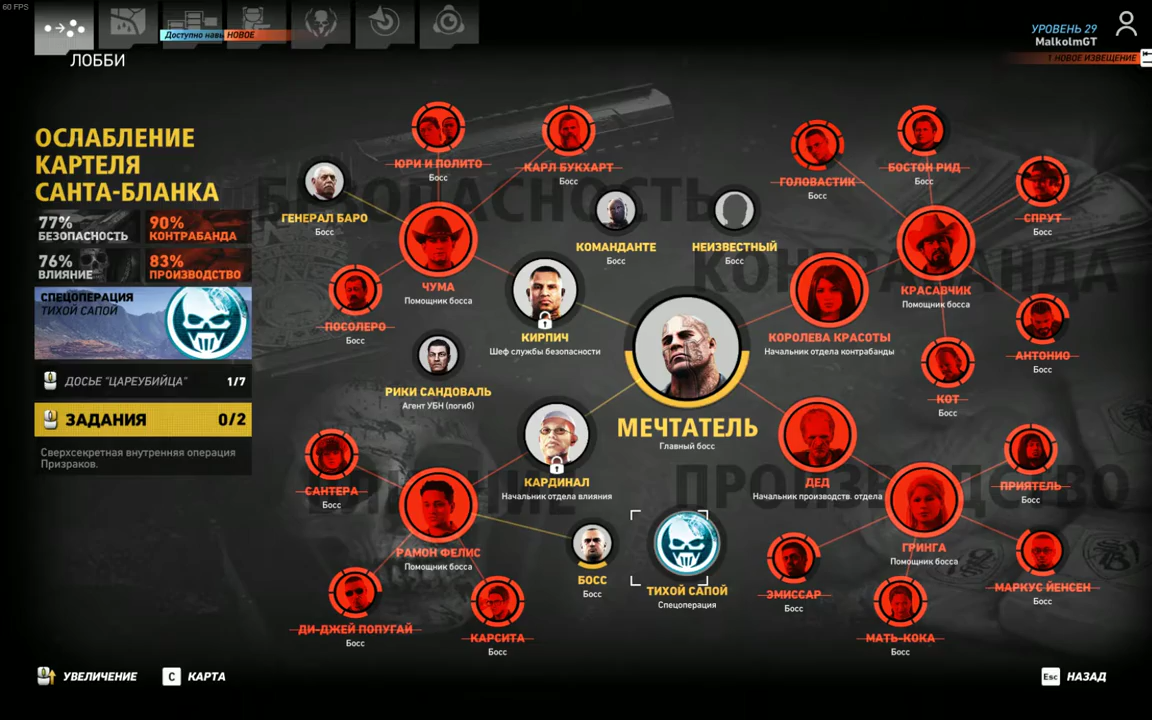 60 FPS
Доступно навы
НОВОЕ
ЛОББИ
УРОВЕНЬ 29
MalkolmGT
1 НОВОЕ ИЗВЕЩЕНИЕ
ОСЛАБЛЕНИЕ
КАРТЕЛЯ
САНТА-БЛАНКА
77%
БЕЗОПАСНОСТЬ
90%
КОНТРАБАНДА
76%
ВЛИЯНИЕ
83%
ПРОИЗВОДСТВО
СПЕЦОПЕРАЦИЯ
ТИХОЙ САПОЙ
ДОСЬЕ "ЦАРЕУБИЙЦА" 1/7
ЗАДАНИЯ 0/2
Сверхсекретная внутренняя операция
Призраков.
БЕЗОПАСНОСТЬ
КОНТРАБАНДА
ВЛИЯНИЕ
ПРОИЗВОДСТВО
ЮРИ И ПОЛИТО
Босс
КАРЛ БУКХАРТ
Босс
ГЕНЕРАЛ БАРО
Босс
ЧУМА
Помощник босса
ПОСОЛЕРО
Босс
КОМАНДАНТЕ
Босс
НЕИЗВЕСТНЫЙ
Босс
КИРПИЧ
Шеф службы безопасности
РИКИ САНДОВАЛЬ
Агент УБН (погиб)
ГОЛОВАСТИК
Босс
БОСТОН РИД
Босс
СПРУТ
Босс
КРАСАВЧИК
Помощник босса
КОРОЛЕВА КРАСОТЫ
Начальник отдела контрабанды
АНТОНИО
Босс
КОТ
Босс
МЕЧТАТЕЛЬ
Главный босс
КАРДИНАЛ
Начальник отдела влияния
САНТЕРА
Босс
РАМОН ФЕЛИС
Помощник босса
БОСС
Босс
ДИ-ДЖЕЙ ПОПУГАЙ
Босс
КАРСИТА
Босс
ТИХОЙ САПОЙ
Спецоперация
ДЕД
Начальник производств. отдела
ПРИЯТЕЛЬ
Босс
ГРИНГА
Помощник босса
ЭМИССАР
Босс
МАРКУС ЙЕНСЕН
Босс
МАТЬ-КОКА
Босс
УВЕЛИЧЕНИЕ
C КАРТА
Esc НАЗАД